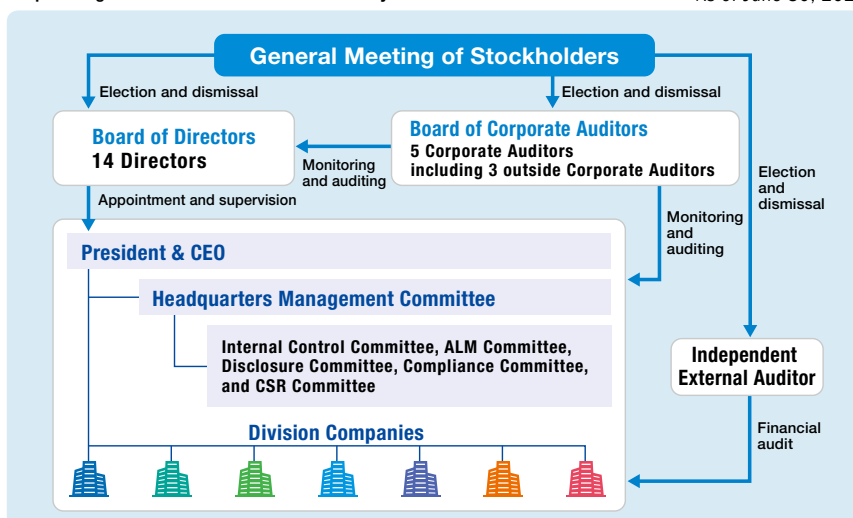 General Meeting of Stockholders
Election and dismissal
Election and dismissal
Board of Directors
14 Directors
Board of Corporate Auditors
5 Corporate Auditors
including 3 outside Corporate Auditors
Monitoring
and auditing
Election
and
dismissal
Appointment and supervision
Monitoring
and
auditing
President & CEO
Headquarters Management Committee
Internal Control Committee, ALM Committee,
Disclosure Committee, Compliance Committee,
and CSR Committee
Independent
External Auditor
Financial
audit
Division Companies